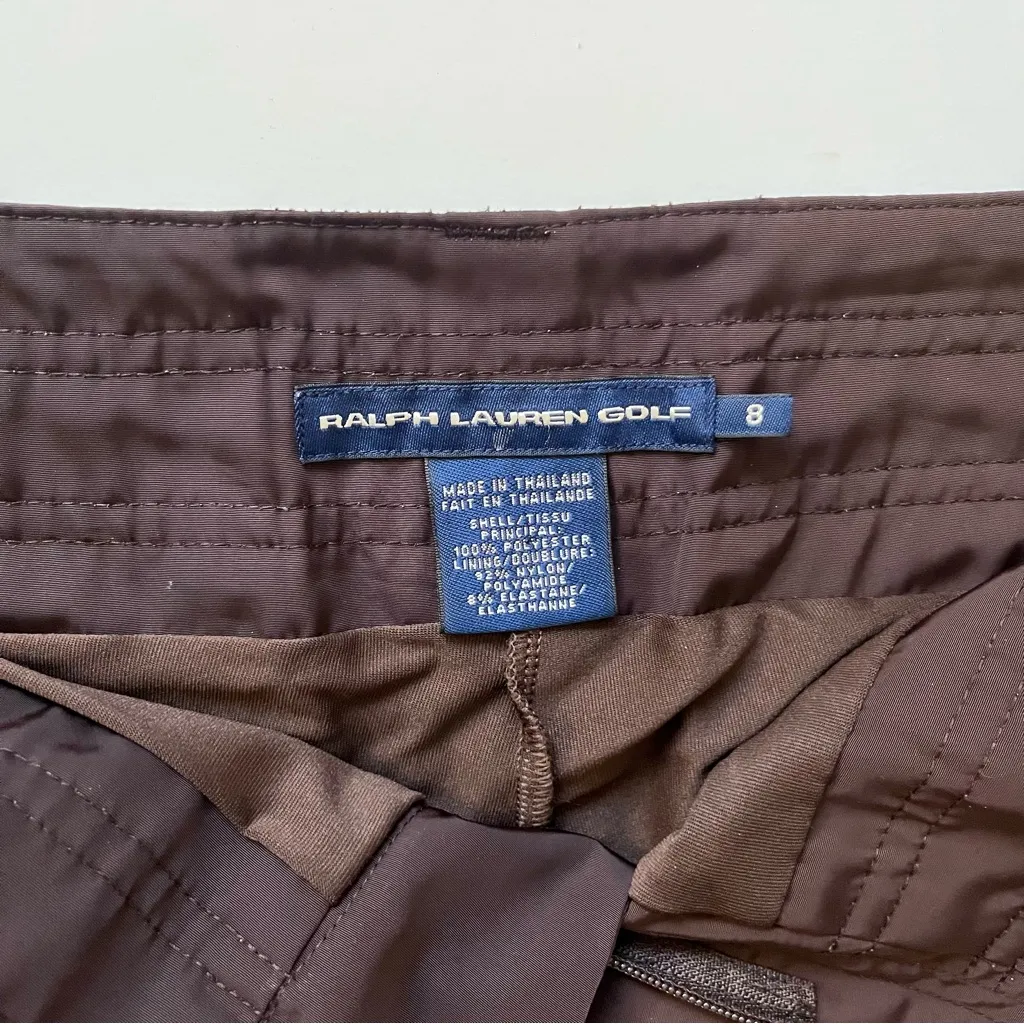 RALPH LAUREN GOLF
8
MADE IN THAILAND
FAIT EN THAILANDE
SHELL/TISSU
PRINCIPAL:
100% POLYESTER
LINING/DOUBLURE:
92% NYLON/
POLYAMIDE
8% ELASTANE/
ELASTHANNE